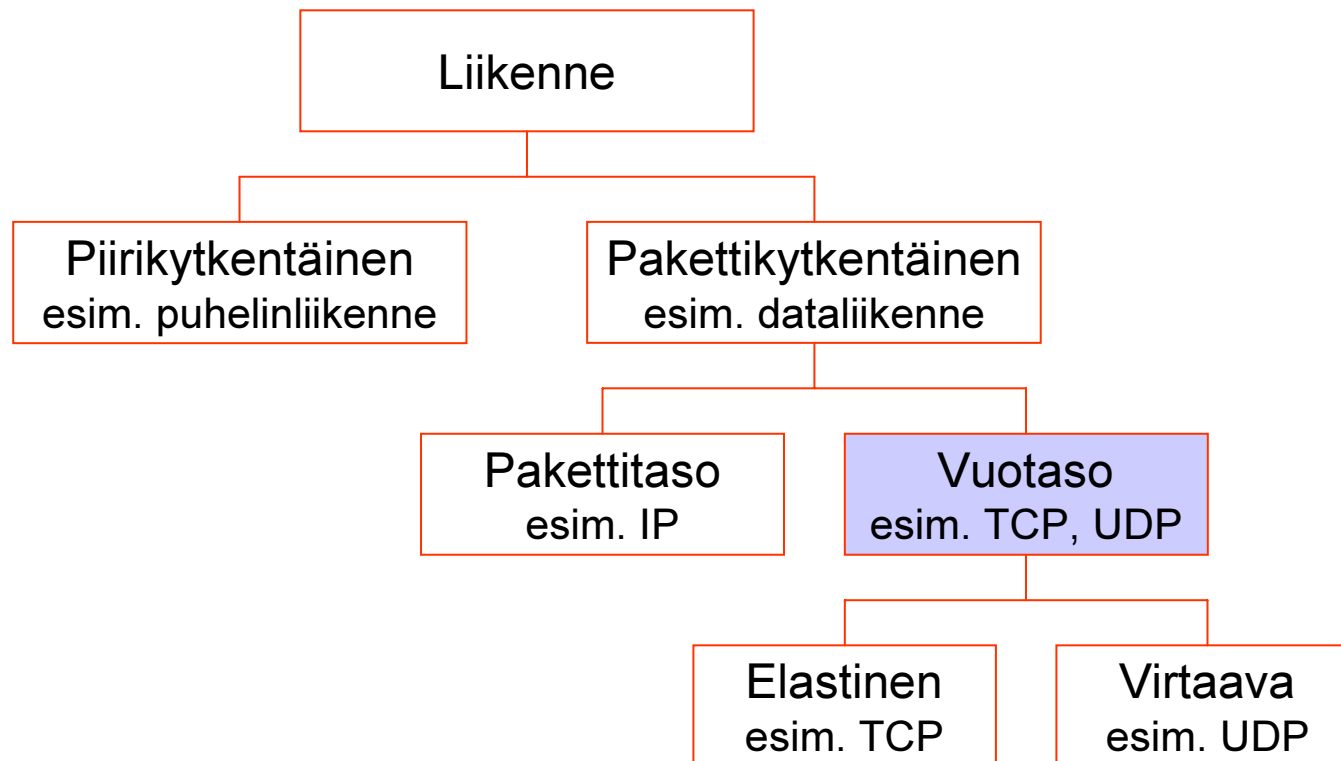 Liikenne
Piirikytkentäinen
esim. puhelinliikenne
Pakettikytkentäinen
esim. dataliikenne
Pakettitaso
esim. IP
Vuotaso
esim. TCP, UDP
Elastinen
esim. TCP
Virtaava
esim. UDP